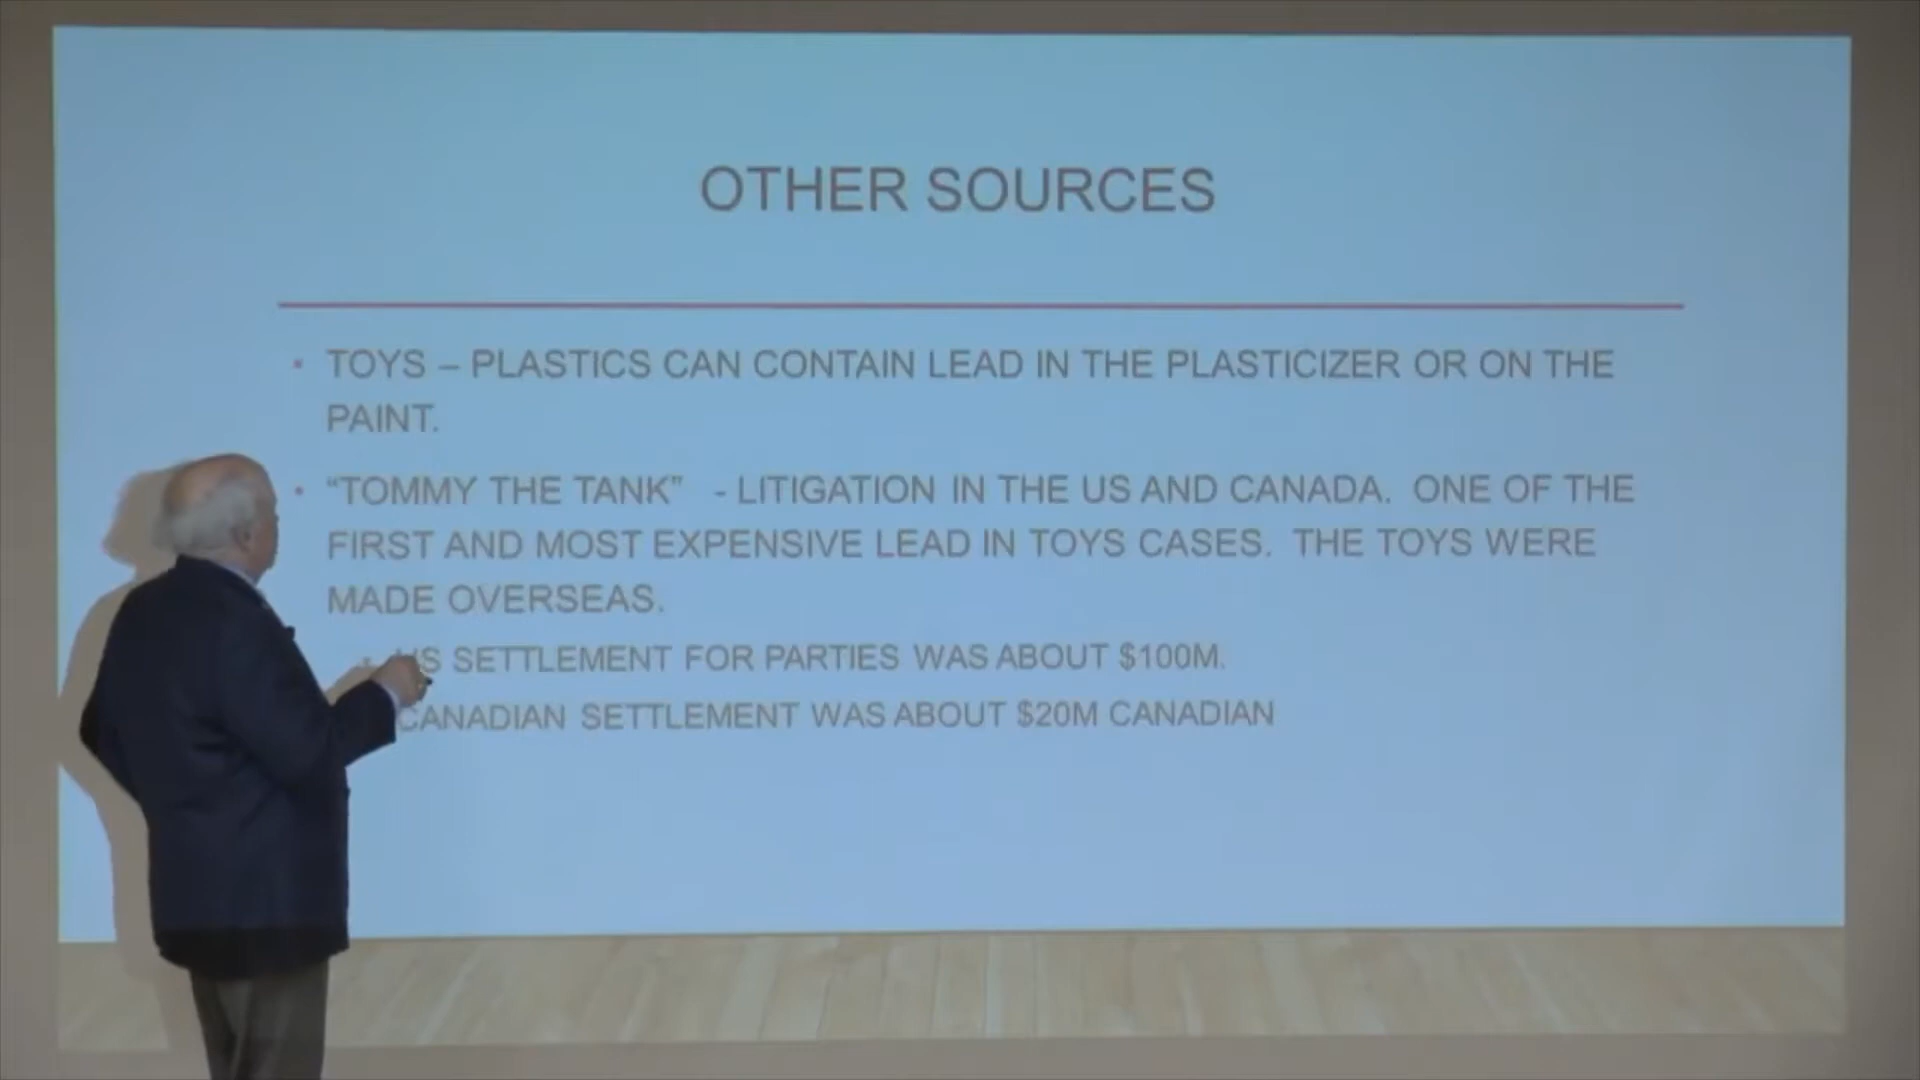 OTHER SOURCES
• TOYS – PLASTICS CAN CONTAIN LEAD IN THE PLASTICIZER OR ON THE
PAINT.
• “TOMMY THE TANK” - LITIGATION IN THE US AND CANADA. ONE OF THE
FIRST AND MOST EXPENSIVE LEAD IN TOYS CASES. THE TOYS WERE
MADE OVERSEAS.
• US SETTLEMENT FOR PARTIES WAS ABOUT $100M.
CANADIAN SETTLEMENT WAS ABOUT $20M CANADIAN